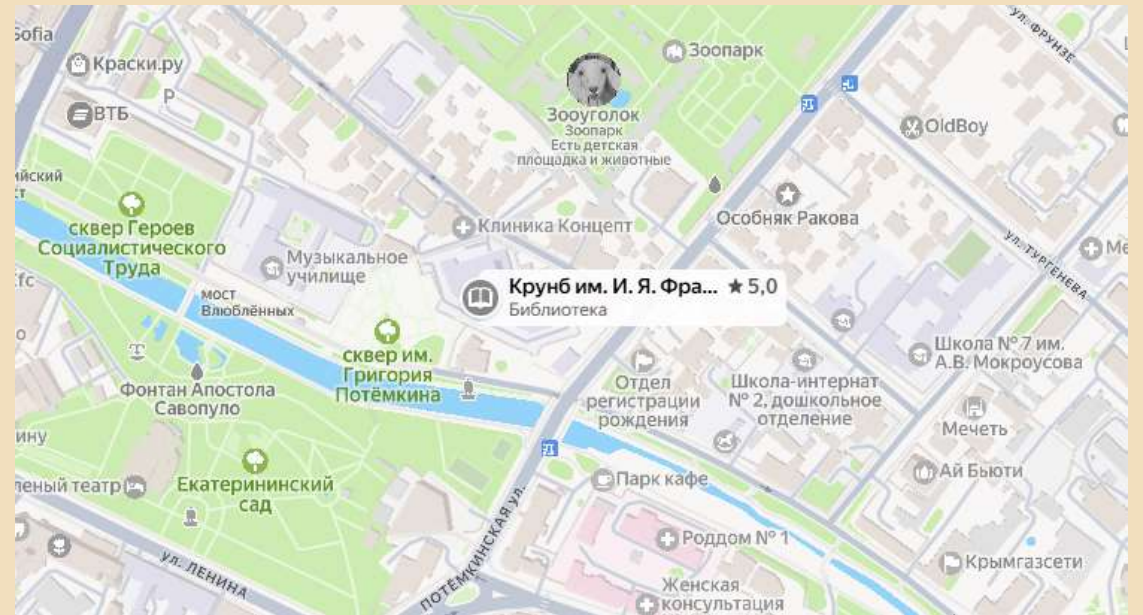 Sofia
Краски.ру
P
ВТБ
Зоопарк
Зооуголок
Зоопарк
Есть детская
площадка и животные
ул. ФРУНЗЕ
OldBoy
Особняк Ракова
Клиника Концепт
сквер Героев
Социалистического
Труда
Музыкальное
училище
мост
Влюблённых
Крунб им. И. Я. Фра... ★ 5,0
Библиотека
ул. ТУРГЕНЕВА
сквер им.
Григория
Потёмкина
Фонтан Апостола
Савопуло
Отдел
регистрации
рождения
Школа-интернат
№ 2, дошкольное
отделение
Школа № 7 им.
А.В. Мокроусова
Мечеть
Екатерининский
сад
Парк кафе
Ай Бьюти
Роддом № 1
Крымгазсети
Женская
консультация
ул. ЛЕНИНА
ПОТЁМКИНСКАЯ ул.